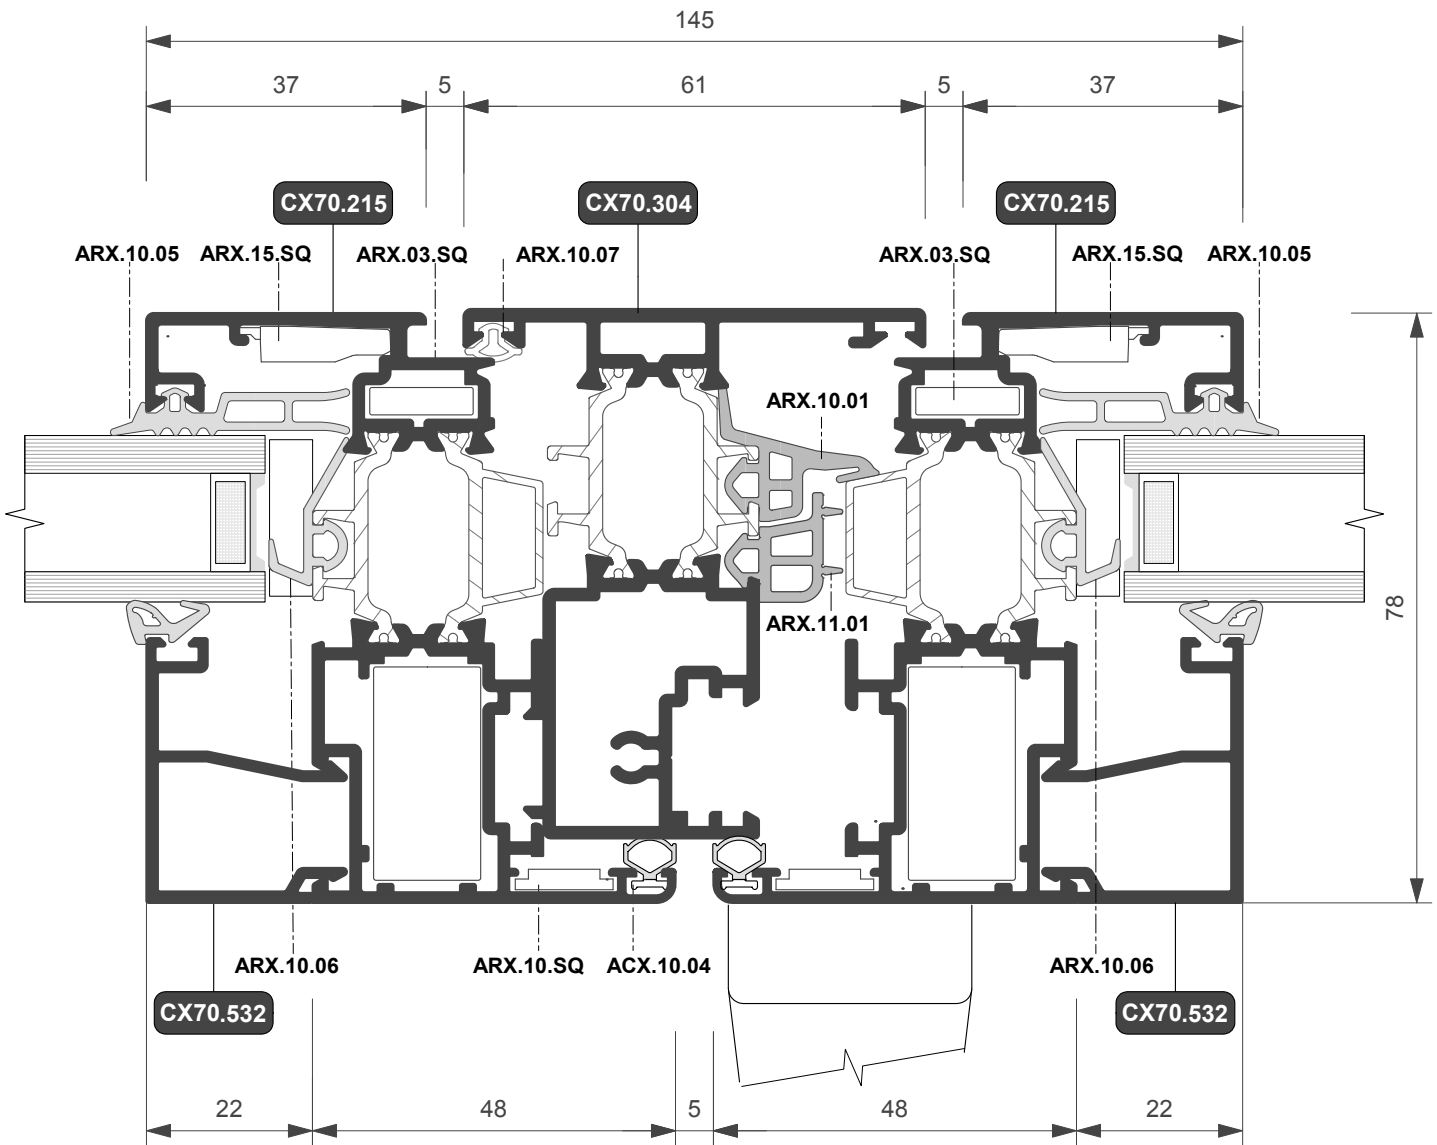 145
37 5 61 5 37
CX70.215 CX70.304 CX70.215
ARX.10.05 ARX.15.SQ ARX.03.SQ ARX.10.07 ARX.03.SQ ARX.15.SQ ARX.10.05
ARX.10.01
78
ARX.11.01
ARX.10.06 ARX.10.SQ ACX.10.04 ARX.10.06
CX70.532 CX70.532
22 48 5 48 22